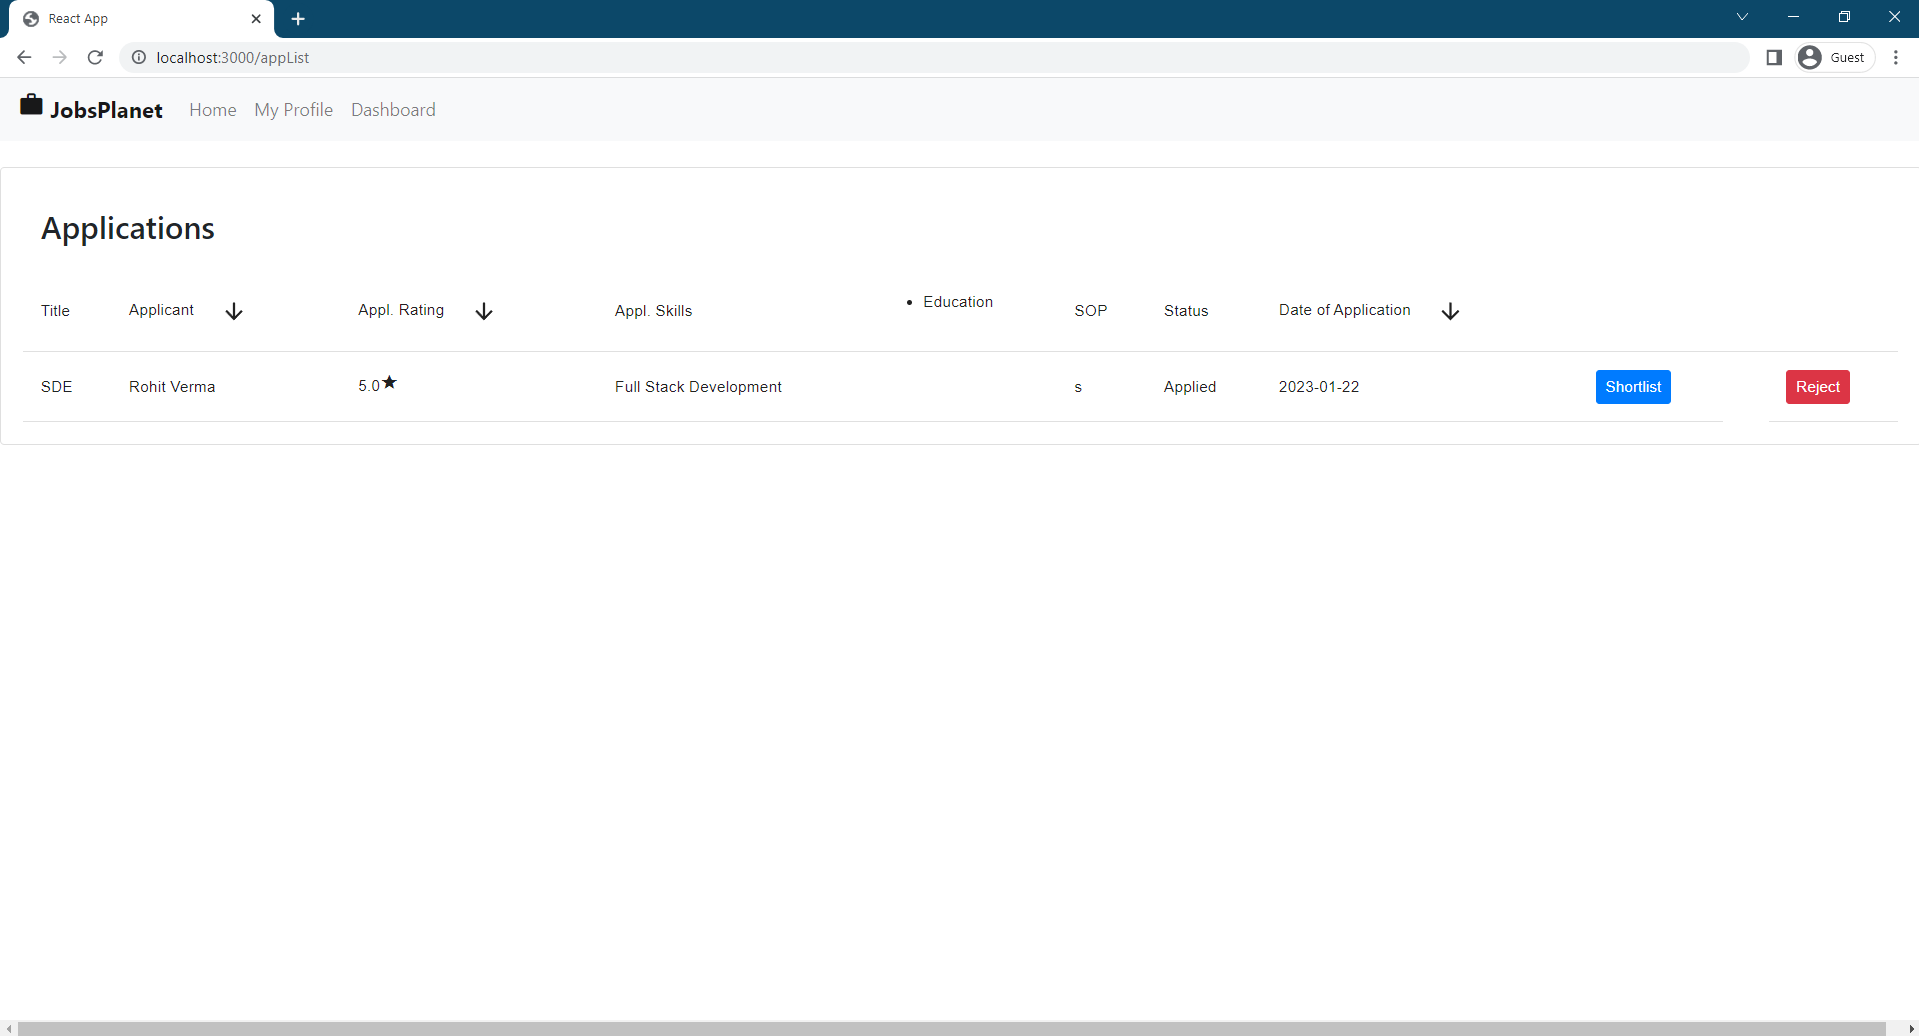 React App
localhost:3000/appList
Guest
JobsPlanet Home My Profile Dashboard
Applications
Title Applicant Appl. Rating Appl. Skills • Education SOP Status Date of Application
SDE Rohit Verma 5.0★ Full Stack Development s Applied 2023-01-22 Shortlist Reject